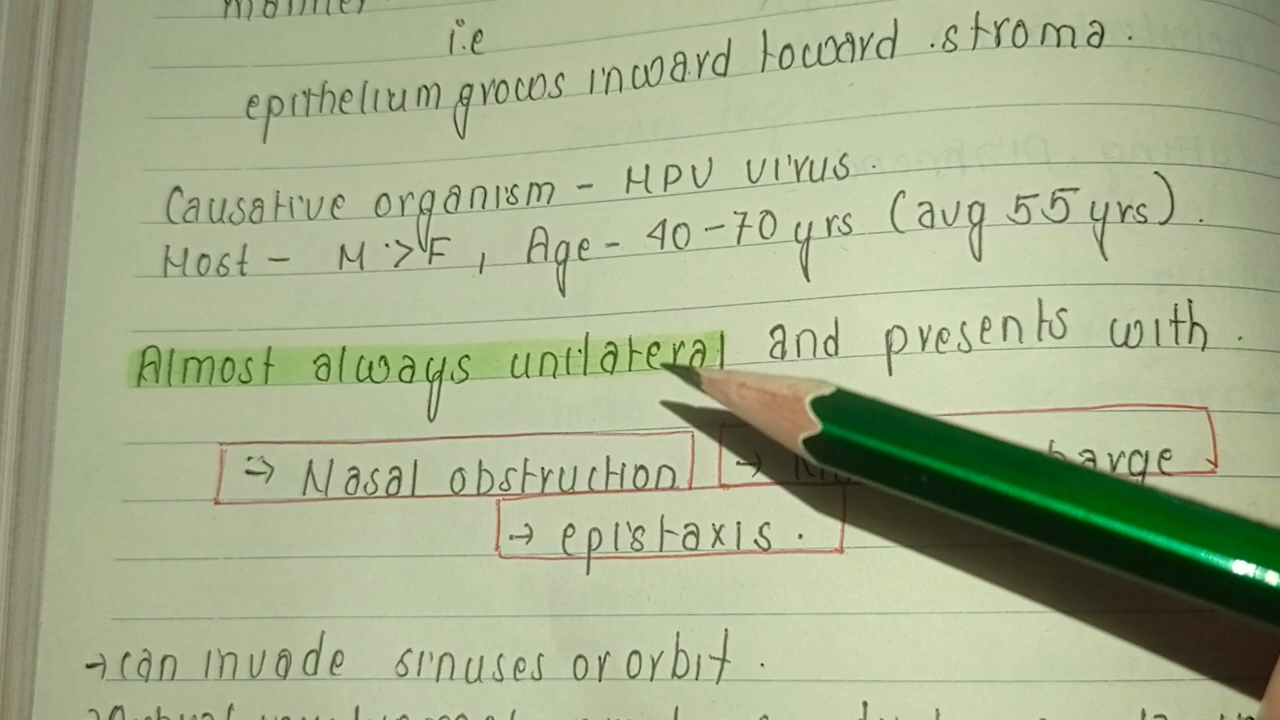 i.e
epithelium grows inward toward stroma.
Causative organism - HPV virus.
Host - M > F, Age - 40-70 yrs (avg 55 yrs).
Almost always unilateral and presents with.
→ Nasal obstruction →
→ epistaxis.
→ can invade sinuses or orbit.